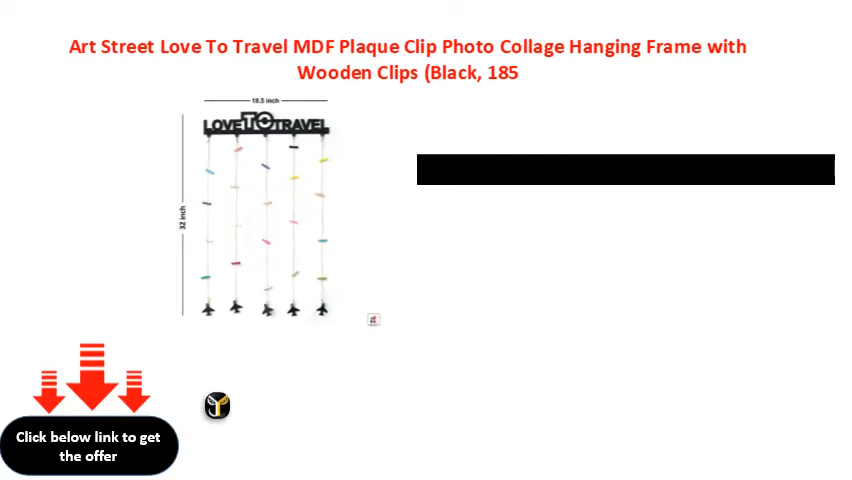 Art Street Love To Travel MDF Plaque Clip Photo Collage Hanging Frame with
Wooden Clips (Black, 185
18.5 inch
LOVE TO TRAVEL
32 inch
Click below link to get
the offer